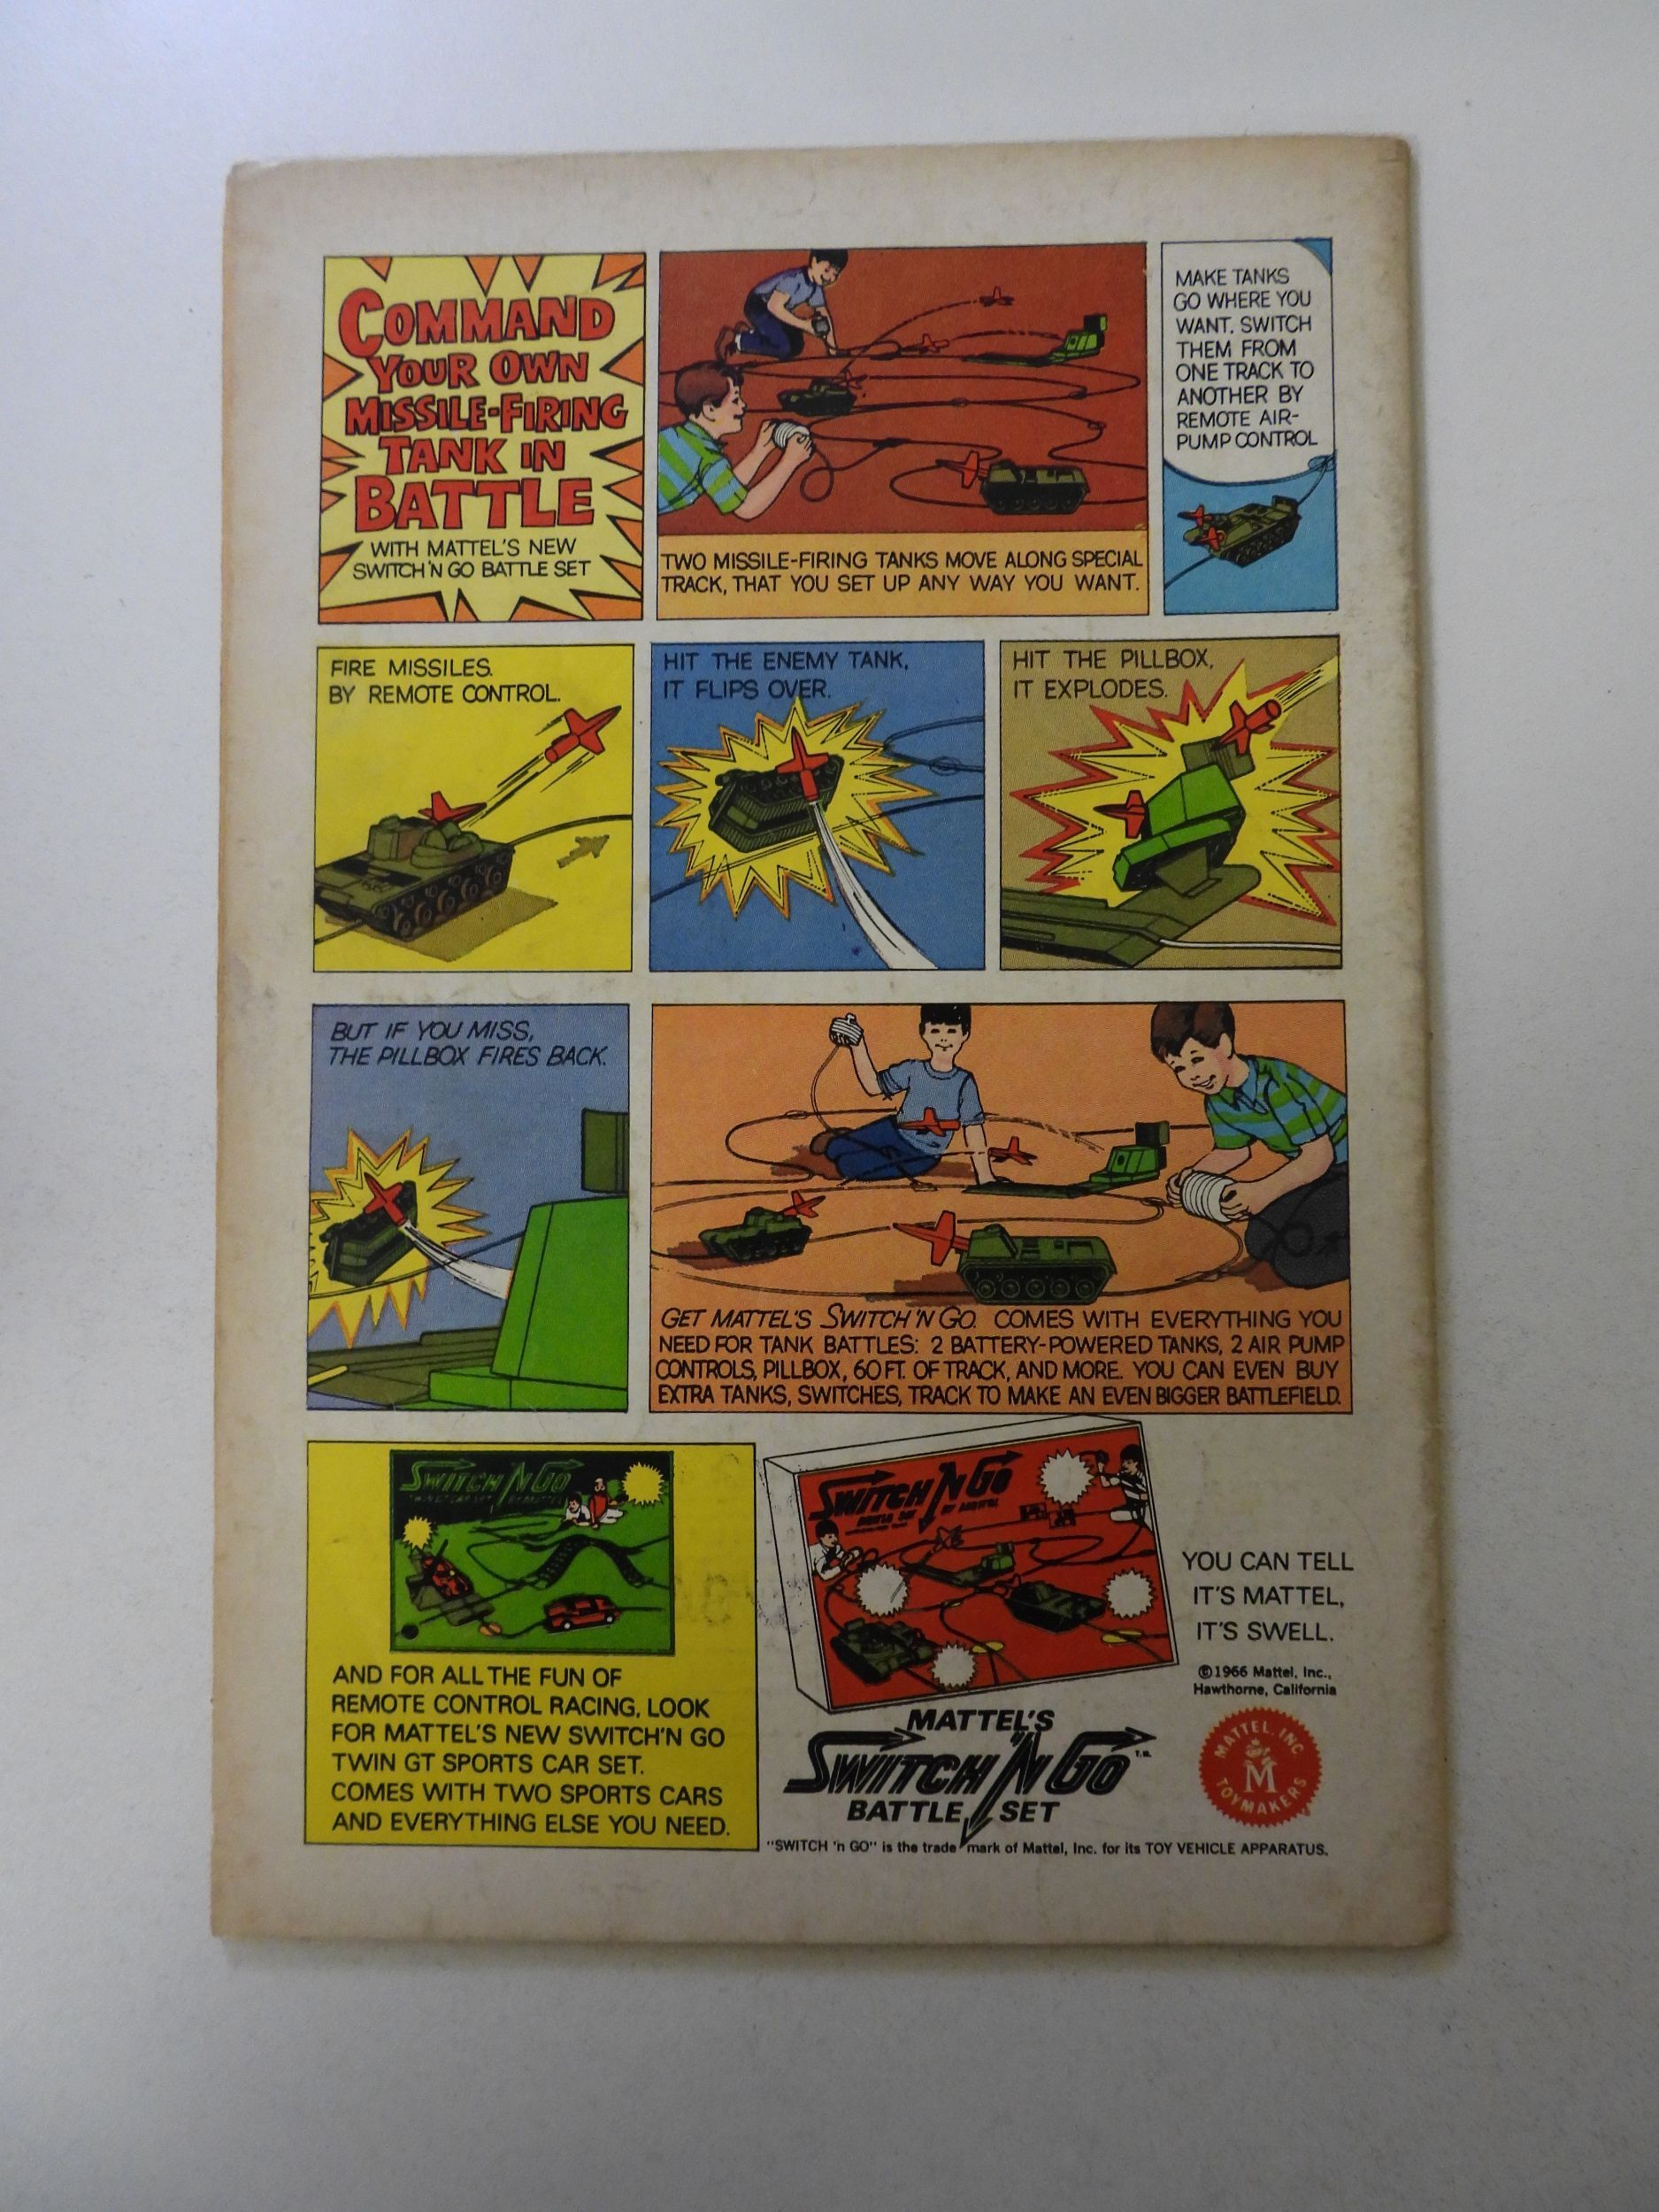 COMMAND
YOUR OWN
MISSILE-FIRING
TANK IN
BATTLE
WITH MATTEL'S NEW
SWITCH 'N GO BATTLE SET
TWO MISSILE-FIRING TANKS MOVE ALONG SPECIAL
TRACK, THAT YOU SET UP ANY WAY YOU WANT.
MAKE TANKS
GO WHERE YOU
WANT. SWITCH
THEM FROM
ONE TRACK TO
ANOTHER BY
REMOTE AIR-
PUMP CONTROL
FIRE MISSILES.
BY REMOTE CONTROL.
HIT THE ENEMY TANK,
IT FLIPS OVER.
HIT THE PILLBOX,
IT EXPLODES.
BUT IF YOU MISS,
THE PILLBOX FIRES BACK.
GET MATTEL'S SWITCH 'N GO. COMES WITH EVERYTHING YOU
NEED FOR TANK BATTLES: 2 BATTERY-POWERED TANKS, 2 AIR PUMP
CONTROLS, PILLBOX, 60 FT. OF TRACK, AND MORE. YOU CAN EVEN BUY
EXTRA TANKS, SWITCHES, TRACK TO MAKE AN EVEN BIGGER BATTLEFIELD.
SWITCH 'N GO
AND FOR ALL THE FUN OF
REMOTE CONTROL RACING, LOOK
FOR MATTEL'S NEW SWITCH'N GO
TWIN GT SPORTS CAR SET.
COMES WITH TWO SPORTS CARS
AND EVERYTHING ELSE YOU NEED.
SWITCH 'N GO
BATTLE SET BY MATTEL
YOU CAN TELL
IT'S MATTEL,
IT'S SWELL.
©1966 Mattel, Inc.,
Hawthorne, California
MATTEL'S
SWITCH 'N GO T.M.
BATTLE SET
MATTEL, INC.
M
TOYMAKERS
"SWITCH 'n GO" is the trade mark of Mattel, Inc. for its TOY VEHICLE APPARATUS.